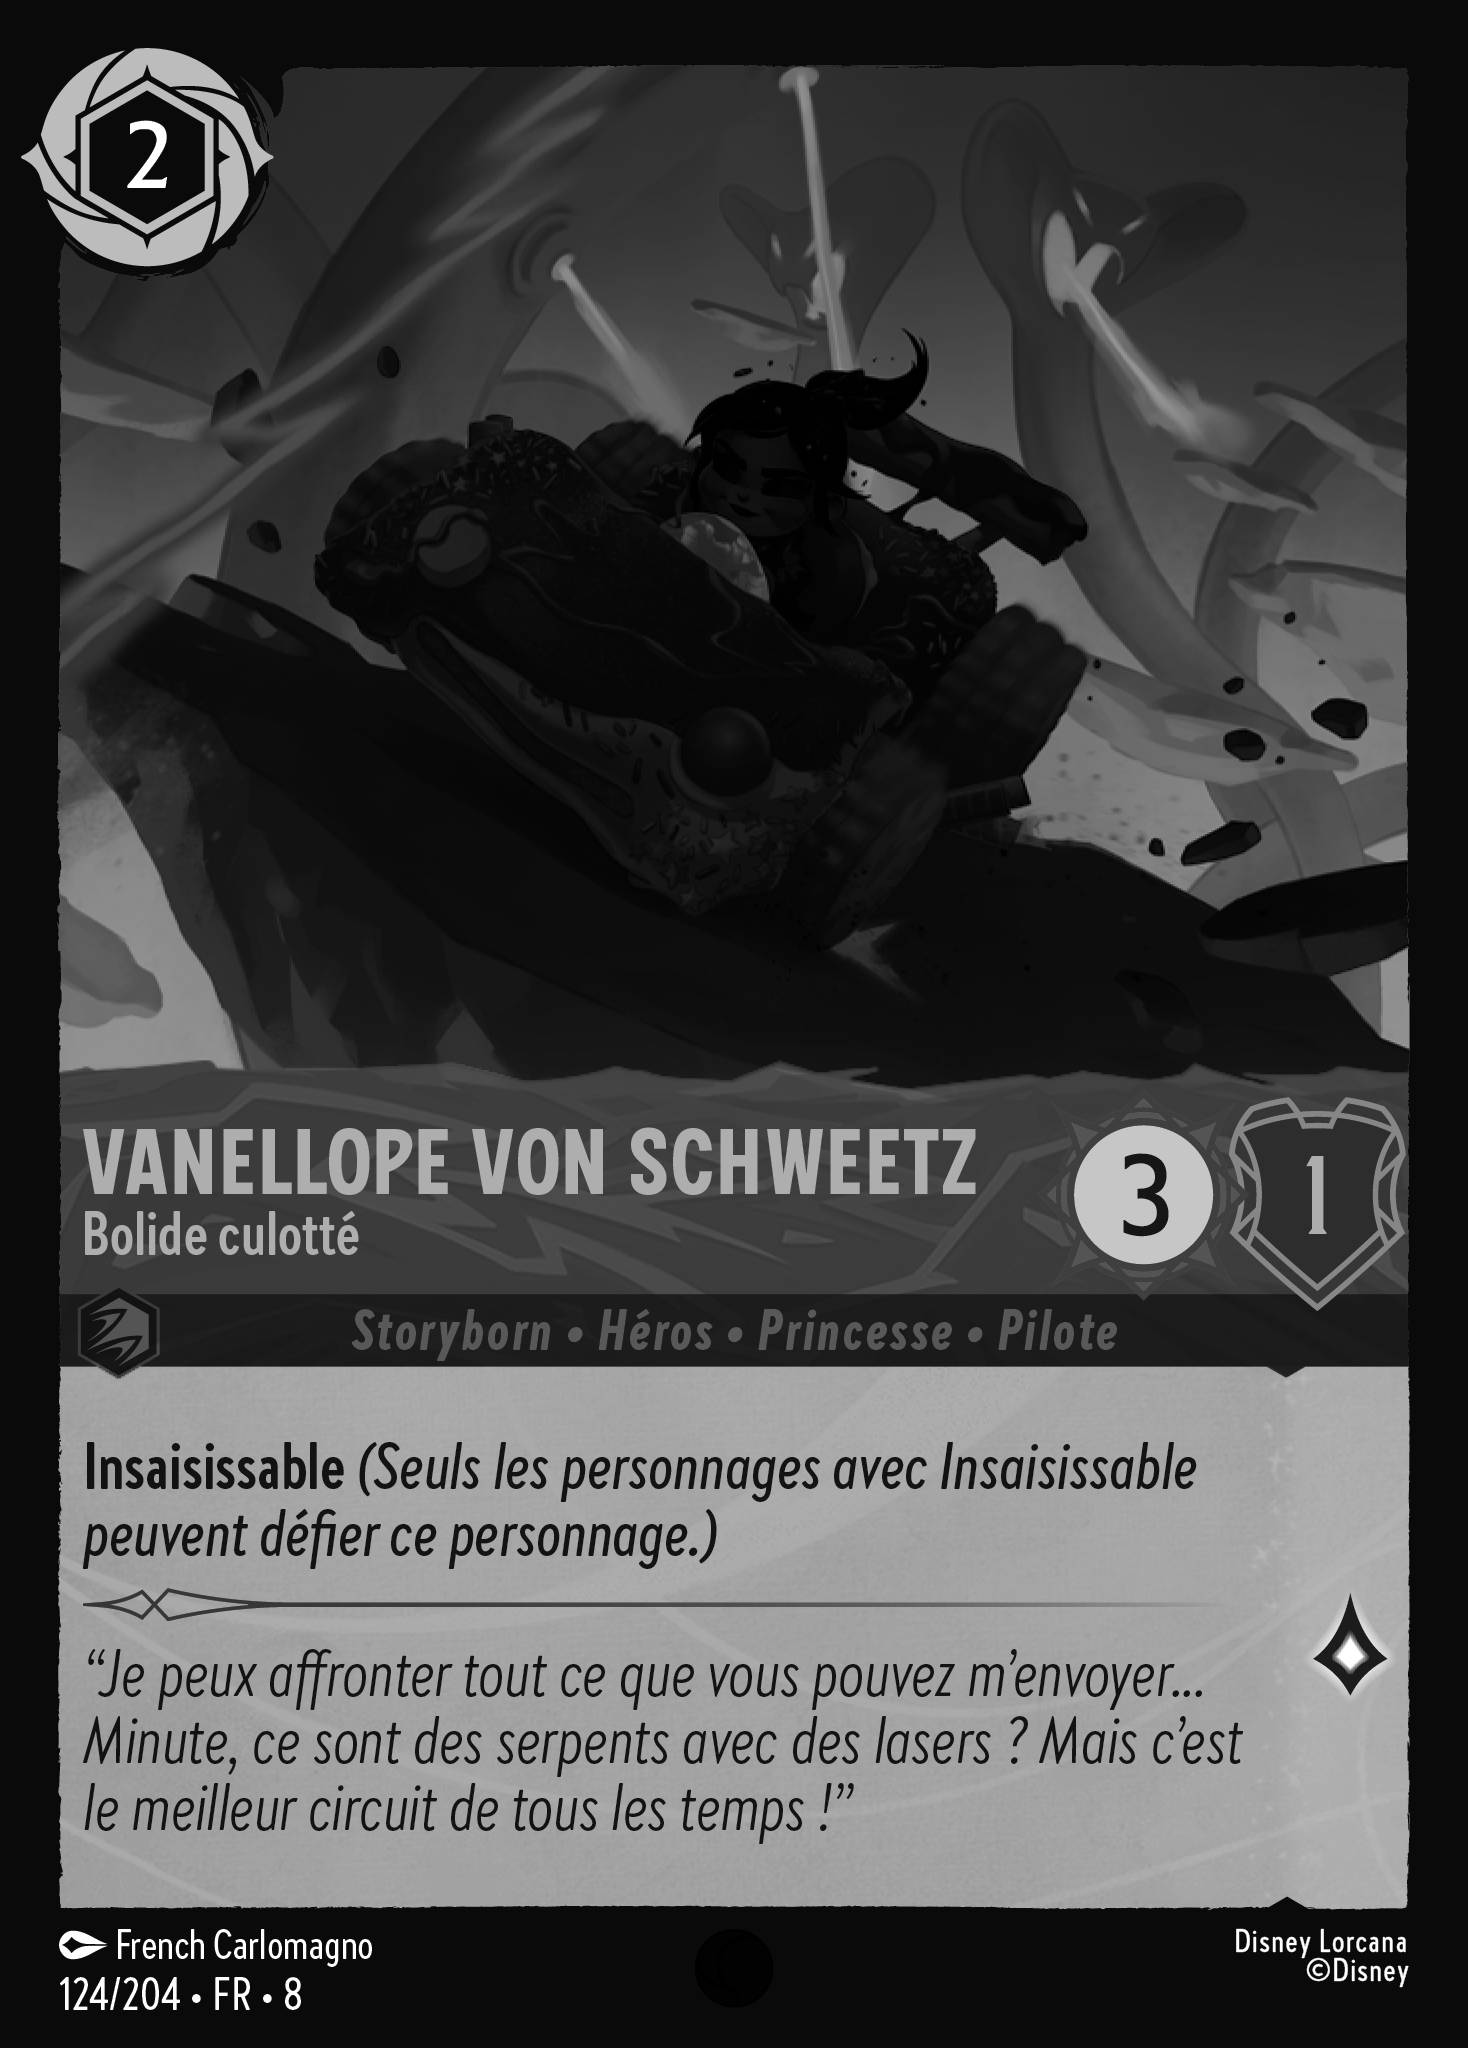 2
VANELLOPE VON SCHWEETZ
Bolide culotté
3
1
Storyborn • Héros • Princesse • Pilote
Insaisissable (Seuls les personnages avec Insaisissable
peuvent défier ce personnage.)
“Je peux affronter tout ce que vous pouvez m’envoyer...
Minute, ce sont des serpents avec des lasers ? Mais c’est
le meilleur circuit de tous les temps !”
French Carlomagno
124/204 • FR • 8
Disney Lorcana
©Disney